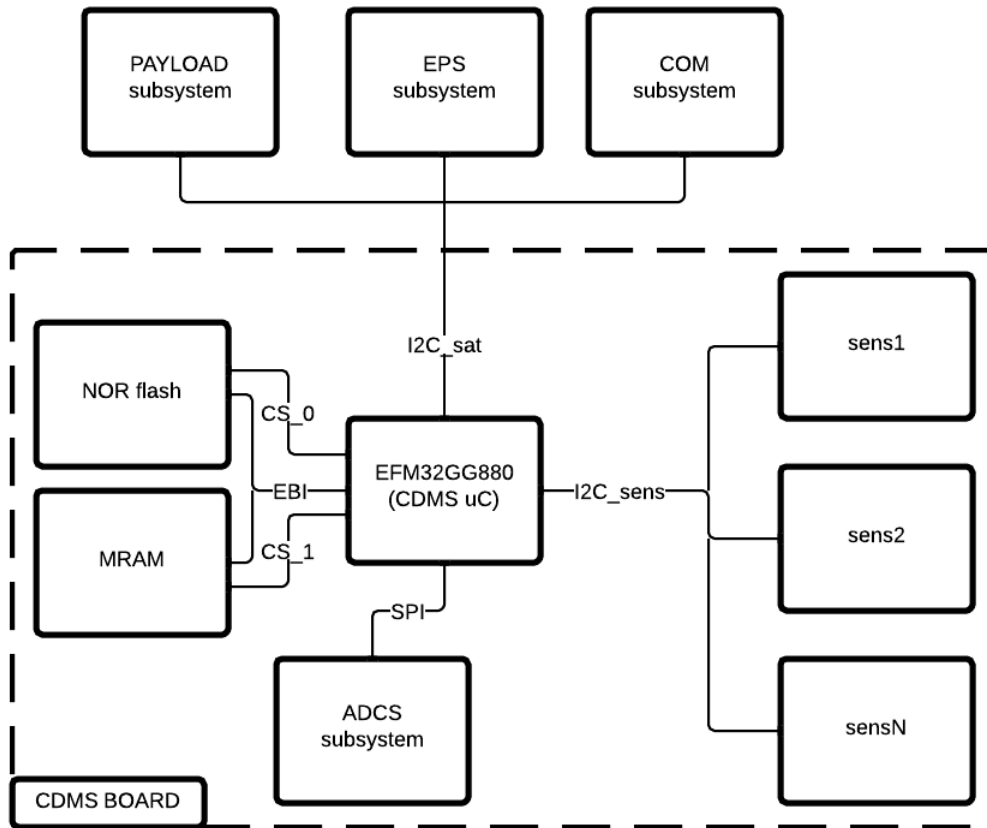 PAYLOAD
subsystem
EPS
subsystem
COM
subsystem
I2C_sat
sens1
NOR flash
CS_0
EFM32GG880
(CDMS uC)
EBI
I2C_sens
MRAM
CS_1
sens2
SPI
ADCS
subsystem
sensN
CDMS BOARD